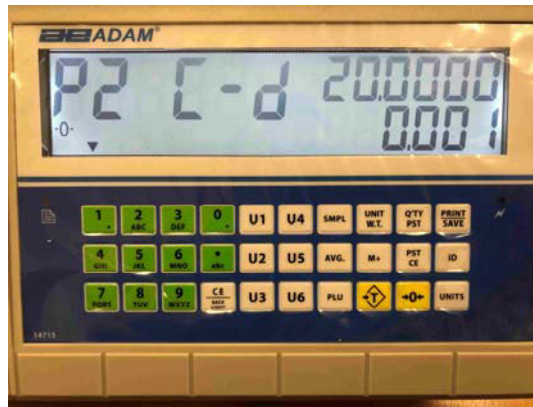 ADAM®
P2 C-d 20.0000
·0· 0.001
1 . 2 ABC 3 DEF 0 . U1 U4 SMPL UNIT W.T. Q'TY PST PRINT SAVE
4 GHI 5 JKL 6 MNO • abc U2 U5 AVG. M+ PST CE ID
7 PQRS 8 TUV 9 WXYZ CE BACK LIGHT U3 U6 PLU →T← →0← UNITS